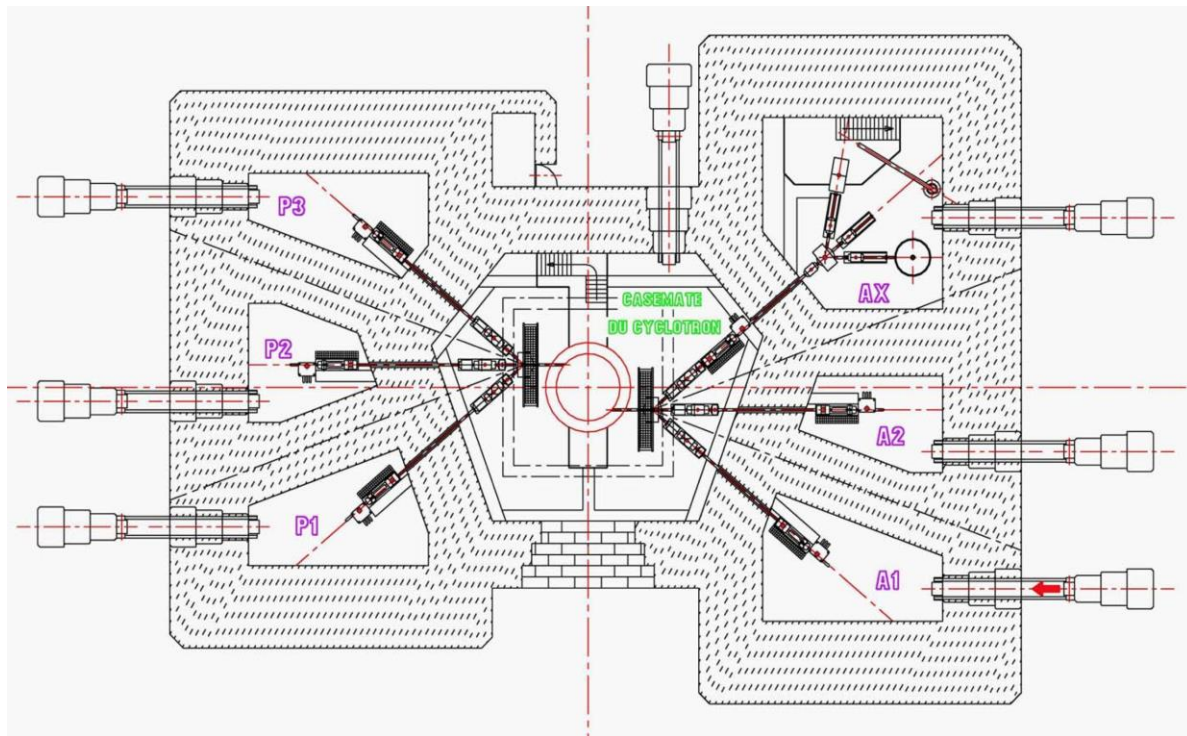 P3
AX
CASEMATE
DU CYCLOTRON
P2
A2
P1
A1